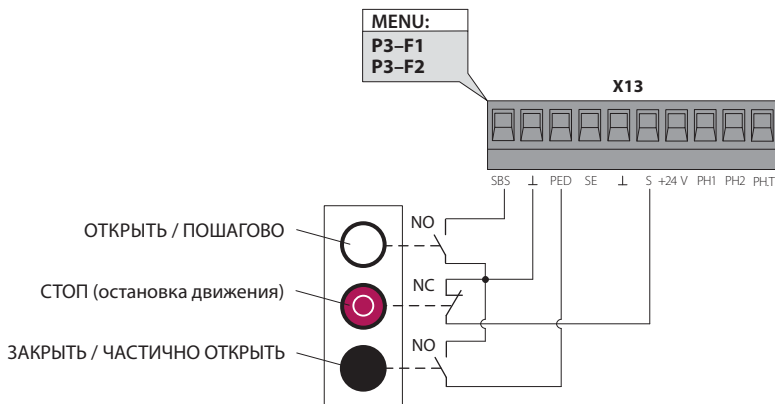 MENU:
P3–F1
P3–F2
X13
SBS ⊥ PED SE ⊥ S +24 V PH1 PH2 PH.T
ОТКРЫТЬ / ПОШАГОВО
NO
СТОП (остановка движения)
NC
ЗАКРЫТЬ / ЧАСТИЧНО ОТКРЫТЬ
NO